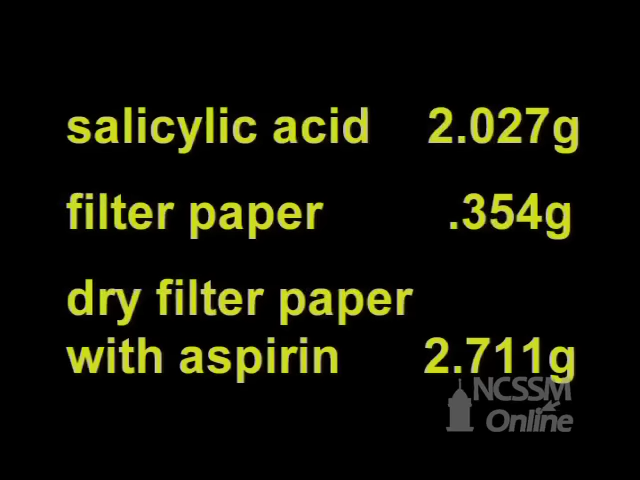 salicylic acid 2.027g
filter paper .354g
dry filter paper
with aspirin 2.711g
NCSSM
Online